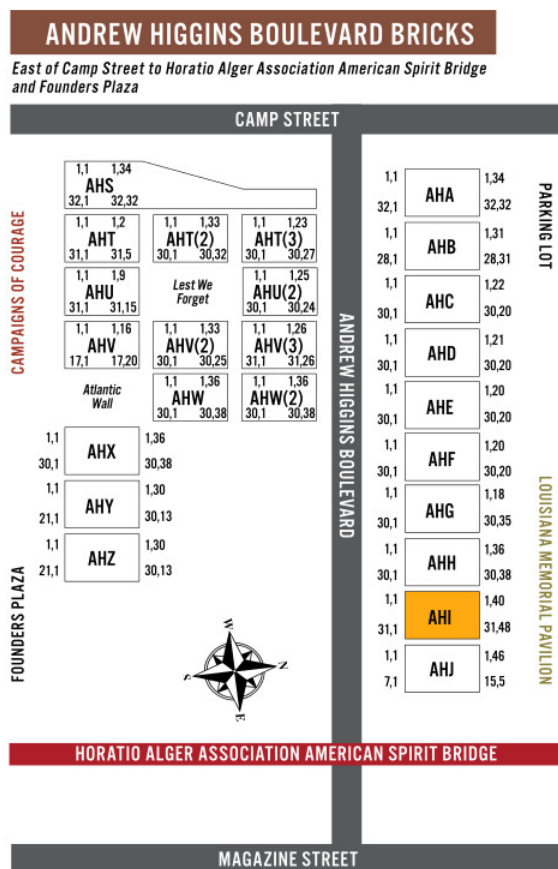 ANDREW HIGGINS BOULEVARD BRICKS
East of Camp Street to Horatio Alger Association American Spirit Bridge
and Founders Plaza
CAMP STREET
CAMPAIGNS OF COURAGE
FOUNDERS PLAZA
1,1 1,34
AHS
32,1 32,32
1,1 1,2
AHT
31,1 31,5
1,1 1,33
AHT(2)
30,1 30,32
1,1 1,23
AHT(3)
30,1 30,27
1,1 1,9
AHU
31,1 31,15
Lest We
Forget
1,1 1,25
AHU(2)
30,1 30,24
1,1 1,16
AHV
17,1 17,20
1,1 1,33
AHV(2)
30,1 30,25
1,1 1,26
AHV(3)
31,1 31,26
Atlantic
Wall
1,1 1,36
AHW
30,1 30,38
1,1 1,36
AHW(2)
30,1 30,38
1,1 1,36
AHX
30,1 30,38
1,1 1,30
AHY
21,1 30,13
1,1 1,30
AHZ
21,1 30,13
W
N
S
E
ANDREW HIGGINS BOULEVARD
1,1 1,34
AHA
32,1 32,32
1,1 1,31
AHB
28,1 28,31
1,1 1,22
AHC
30,1 30,20
1,1 1,21
AHD
30,1 30,20
1,1 1,20
AHE
30,1 30,20
1,1 1,20
AHF
30,1 30,20
1,1 1,18
AHG
30,1 30,35
1,1 1,36
AHH
30,1 30,38
1,1 1,40
AHI
31,1 31,48
1,1 1,46
AHJ
7,1 15,5
PARKING LOT
LOUISIANA MEMORIAL PAVILION
HORATIO ALGER ASSOCIATION AMERICAN SPIRIT BRIDGE
MAGAZINE STREET